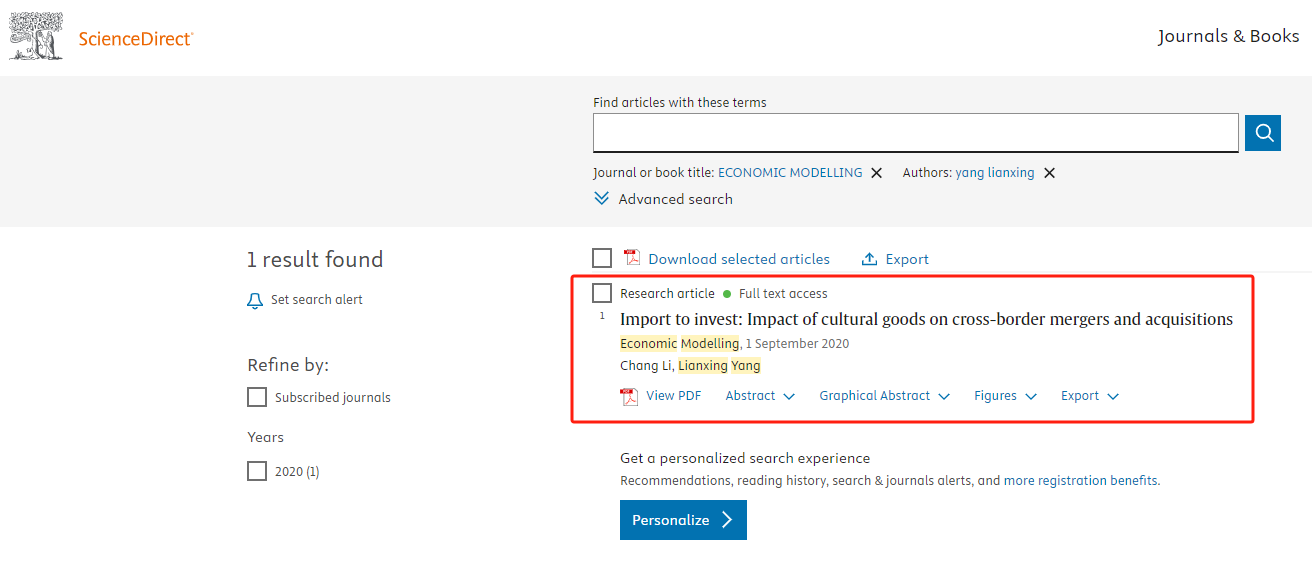 ScienceDirect
Journals & Books
Find articles with these terms
Journal or book title: ECONOMIC MODELLING Authors: yang lianxing
Advanced search
1 result found
Set search alert
Refine by:
Subscribed journals
Years
2020 (1)
Download selected articles Export
Research article Full text access
1 Import to invest: Impact of cultural goods on cross-border mergers and acquisitions
Economic Modelling, 1 September 2020
Chang Li, Lianxing Yang
View PDF Abstract Graphical Abstract Figures Export
Get a personalized search experience
Recommendations, reading history, search & journals alerts, and more registration benefits.
Personalize